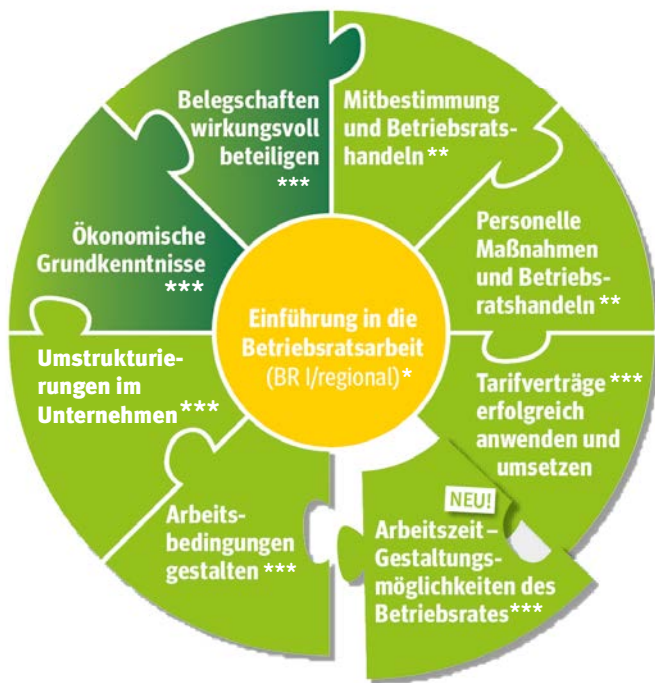 Belegschaften
wirkungsvoll
beteiligen
***
Mitbestimmung
und Betriebsrats-
handeln **
Personelle
Maßnahmen
und Betriebs-
ratshandeln **
Tarifverträge ***
erfolgreich
anwenden und
umsetzen
NEU!
Arbeitszeit –
Gestaltungs-
möglichkeiten des
Betriebsrates ***
Arbeits-
bedingungen
gestalten ***
Umstrukturie-
rungen im
Unternehmen ***
Ökonomische
Grundkenntnisse
***
Einführung in die
Betriebsratsarbeit
(BR I/regional)*